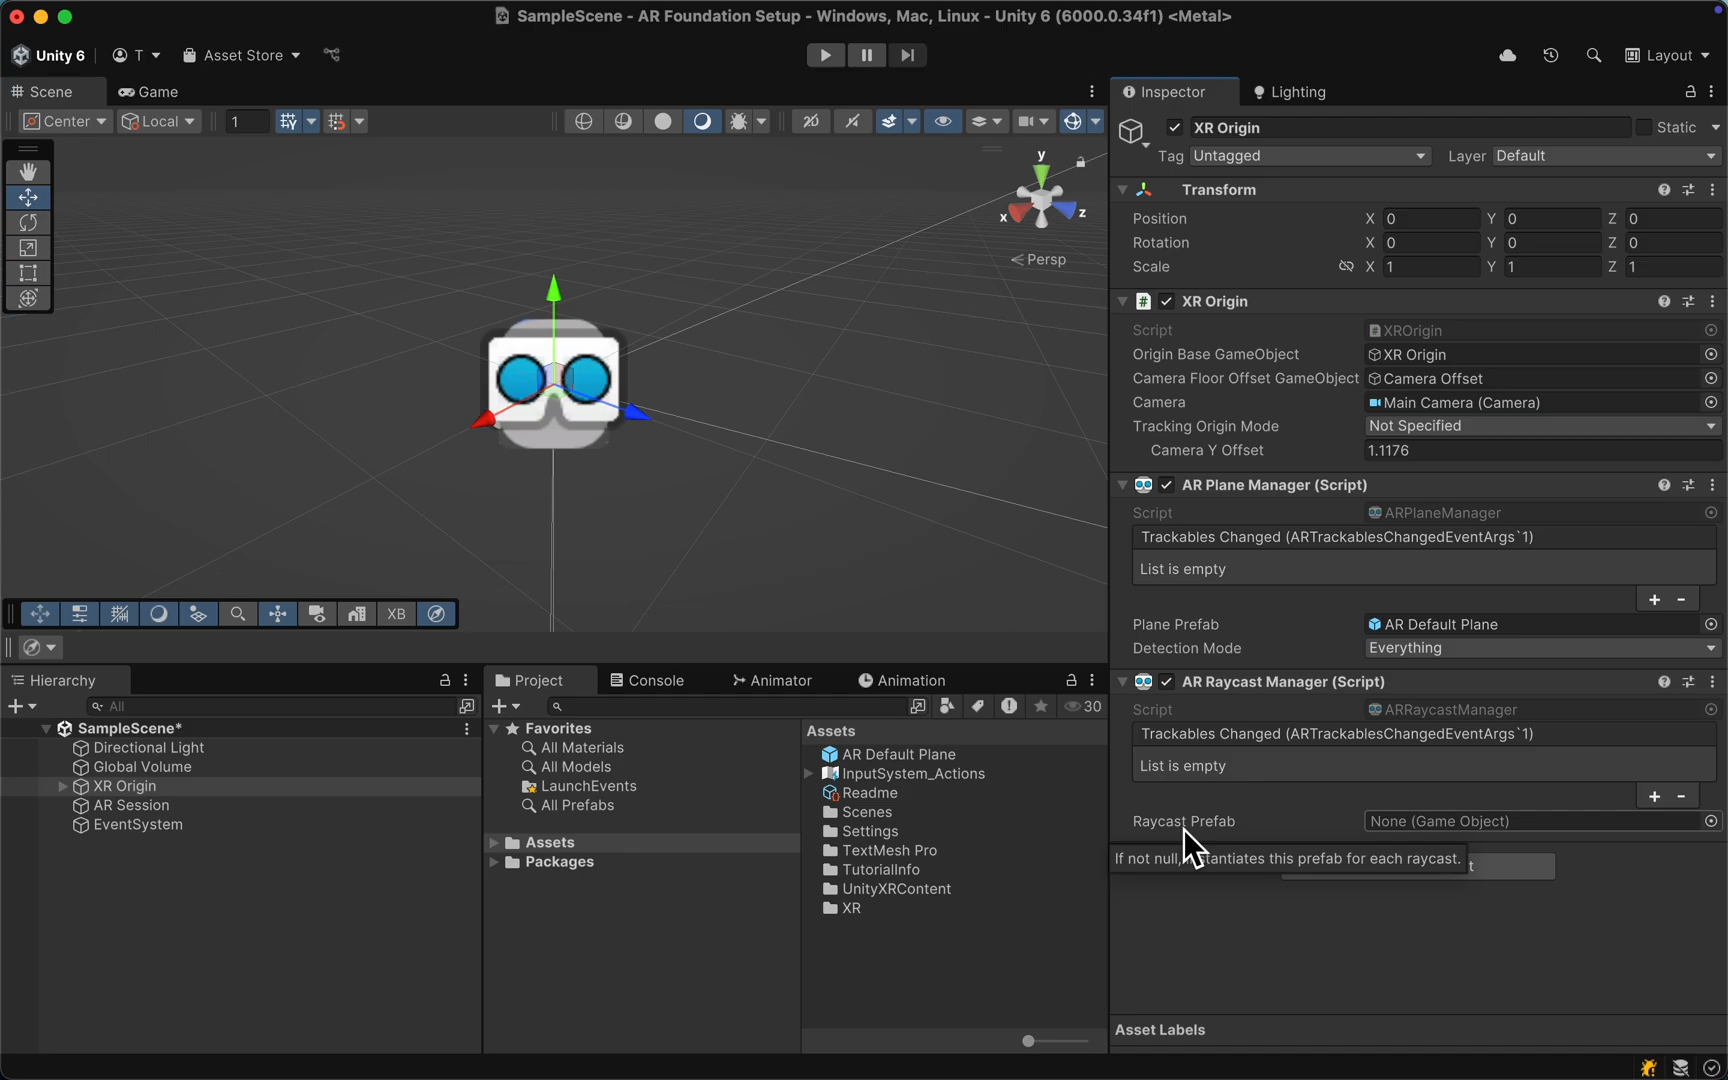 SampleScene - AR Foundation Setup - Windows, Mac, Linux - Unity 6 (6000.0.34f1) <Metal>
Unity 6
T
Asset Store
Layout
Scene
Game
Center
Local
1
y
x
z
Persp
XB
Inspector
Lighting
XR Origin
Static
Tag
Untagged
Layer
Default
Transform
Position X 0 Y 0 Z 0
Rotation X 0 Y 0 Z 0
Scale X 1 Y 1 Z 1
XR Origin
Script XROrigin
Origin Base GameObject XR Origin
Camera Floor Offset GameObject Camera Offset
Camera Main Camera (Camera)
Tracking Origin Mode Not Specified
Camera Y Offset 1.1176
AR Plane Manager (Script)
Script ARPlaneManager
Trackables Changed (ARTrackablesChangedEventArgs`1)
List is empty
+ -
Plane Prefab AR Default Plane
Detection Mode Everything
AR Raycast Manager (Script)
Script ARRaycastManager
Trackables Changed (ARTrackablesChangedEventArgs`1)
List is empty
+ -
Raycast Prefab None (Game Object)
If not null, tantiates this prefab for each raycast.
t
Asset Labels
Hierarchy
All
SampleScene*
Directional Light
Global Volume
XR Origin
AR Session
EventSystem
Project
Console
Animator
Animation
30
Favorites
All Materials
All Models
LaunchEvents
All Prefabs
Assets
Packages
Assets
AR Default Plane
InputSystem_Actions
Readme
Scenes
Settings
TextMesh Pro
TutorialInfo
UnityXRContent
XR